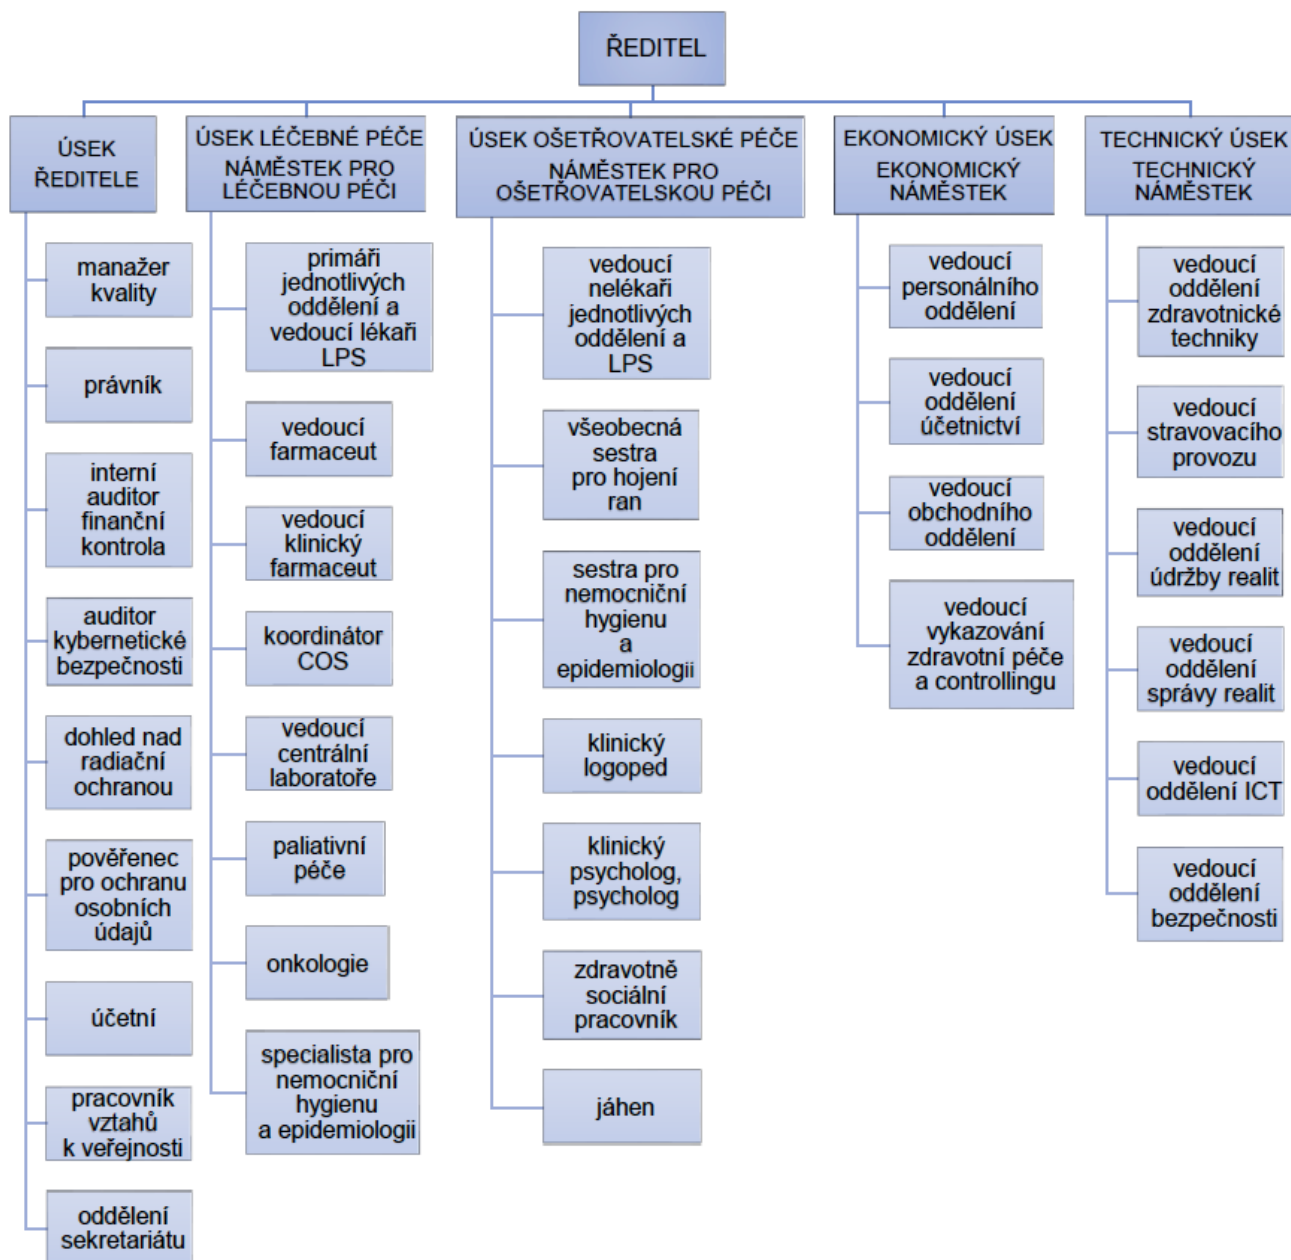 ŘEDITEL
ÚSEK
ŘEDITELE
manažer
kvality
právník
interní
auditor
finanční
kontrola
auditor
kybernetické
bezpečnosti
dohled nad
radiační
ochranou
pověřenec
pro ochranu
osobních
údajů
účetní
pracovník
vztahů
k veřejnosti
oddělení
sekretariátu
ÚSEK LÉČEBNÉ PÉČE
NÁMĚSTEK PRO
LÉČEBNOU PÉČI
primáři
jednotlivých
oddělení a
vedoucí lékaři
LPS
vedoucí
farmaceut
vedoucí
klinický
farmaceut
koordinátor
COS
vedoucí
centrální
laboratoře
paliativní
péče
onkologie
specialista pro
nemocniční
hygienu
a epidemiologii
ÚSEK OŠETŘOVATELSKÉ PÉČE
NÁMĚSTEK PRO
OŠETŘOVATELSKOU PÉČI
vedoucí
nelékaři
jednotlivých
oddělení a
LPS
všeobecná
sestra
pro hojení
ran
sestra pro
nemocniční
hygienu
a
epidemiologii
klinický
logoped
klinický
psycholog,
psycholog
zdravotně
sociální
pracovník
jáhen
EKONOMICKÝ ÚSEK
EKONOMICKÝ
NÁMĚSTEK
vedoucí
personálního
oddělení
vedoucí
oddělení
účetnictví
vedoucí
obchodního
oddělení
vedoucí
vykazování
zdravotní péče
a controllingu
TECHNICKÝ ÚSEK
TECHNICKÝ
NÁMĚSTEK
vedoucí
oddělení
zdravotnické
techniky
vedoucí
stravovacího
provozu
vedoucí
oddělení
údržby realit
vedoucí
oddělení
správy realit
vedoucí
oddělení ICT
vedoucí
oddělení
bezpečnosti